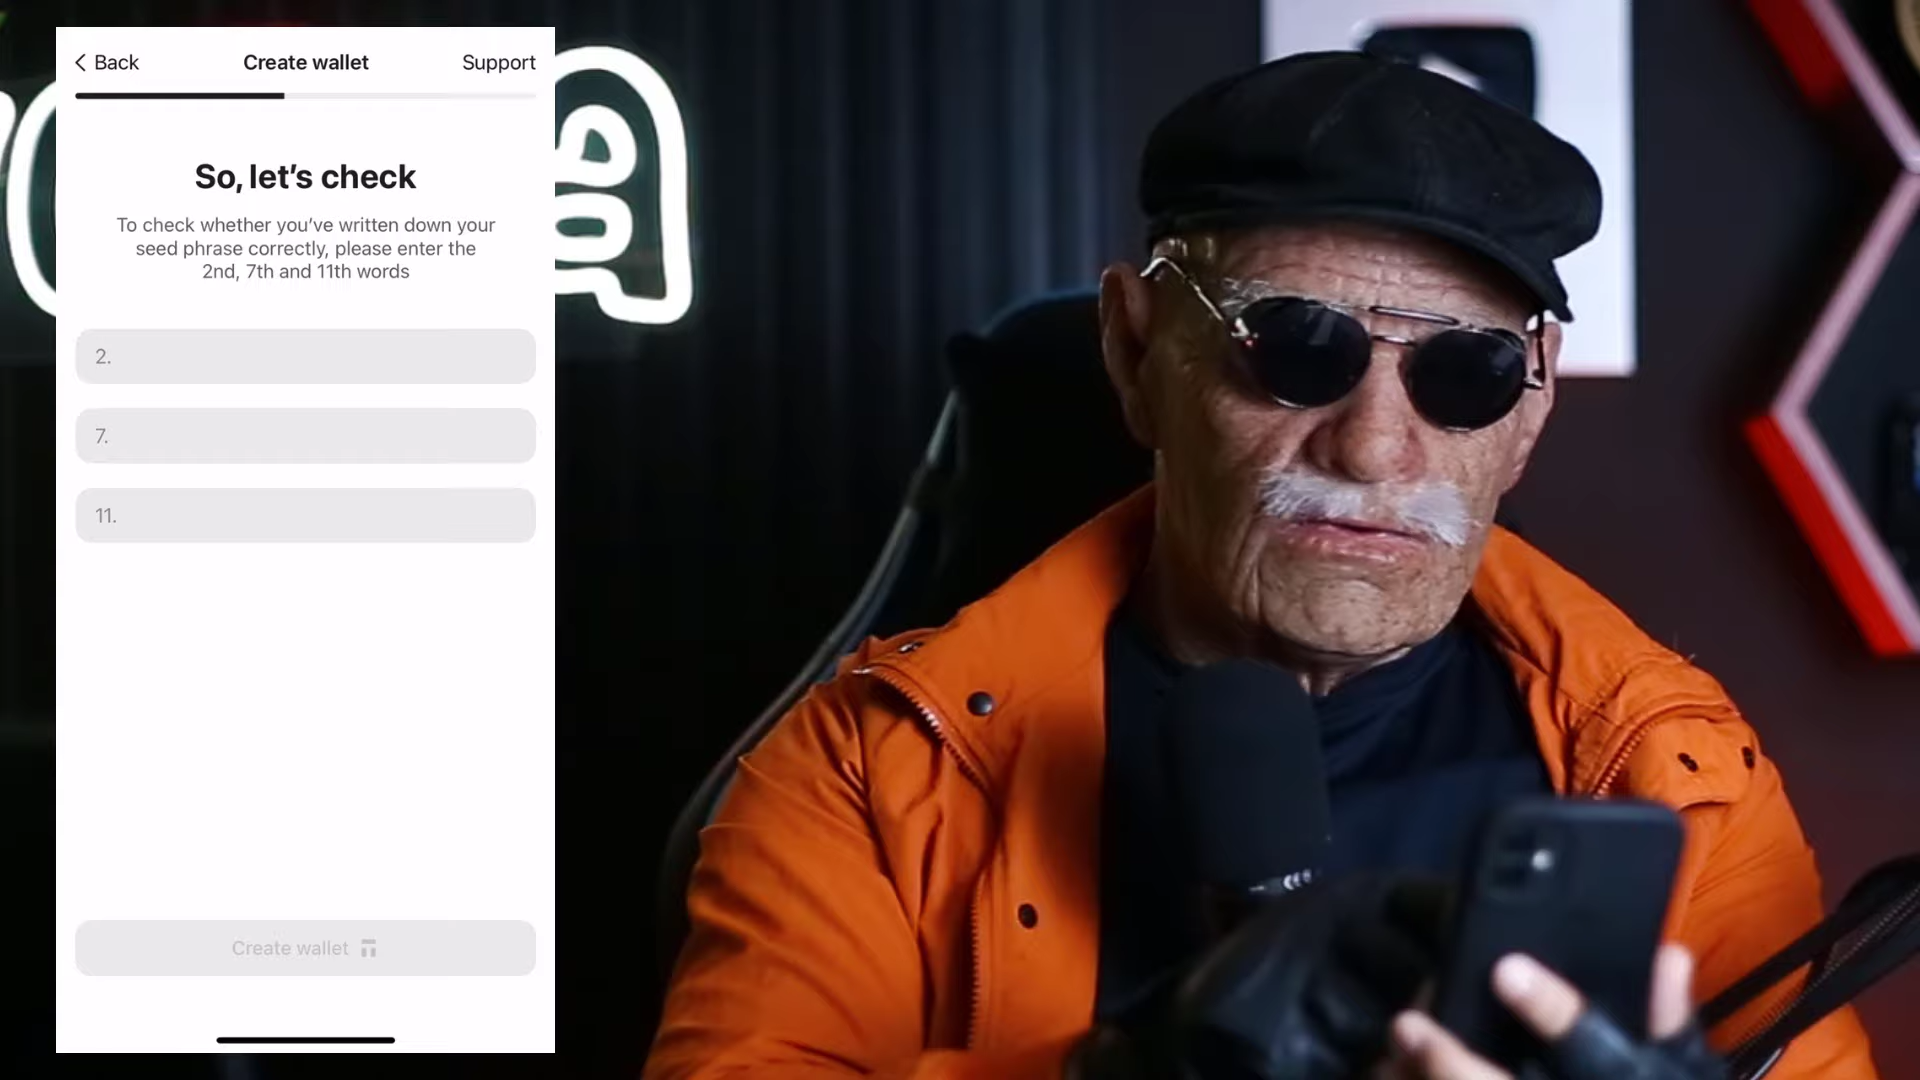 Back
Create wallet
Support
So, let's check
To check whether you've written down your
seed phrase correctly, please enter the
2nd, 7th and 11th words
2.
7.
11.
Create wallet